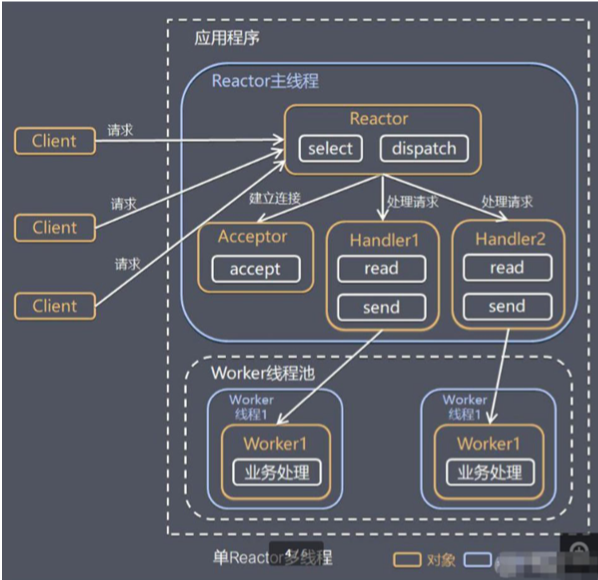 应用程序
Reactor主线程
Reactor
select
dispatch
Client
请求
Client
请求
Client
请求
建立连接
处理请求
处理请求
Acceptor
accept
Handler1
read
send
Handler2
read
send
Worker线程池
Worker
线程1
Worker1
业务处理
Worker
线程1
Worker1
业务处理
单Reactor多线程
4/6
对象